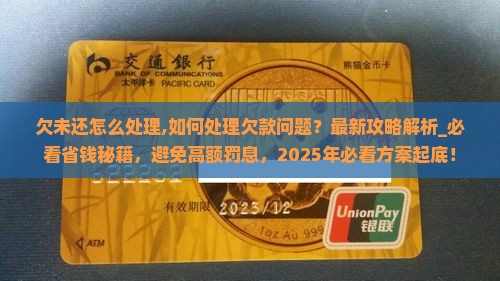 交通銀行
BANK OF COMMUNICATIONS
太平洋卡 PACIFIC CARD
熊猫金币卡
欠未还怎么处理,如何处理欠款问题？最新攻略解析_必
看省钱秘籍，避免高额罚息，2025年必看方案起底！
622262
有效期限 2023/12
1oz Au .999
UnionPay
银联
ATM